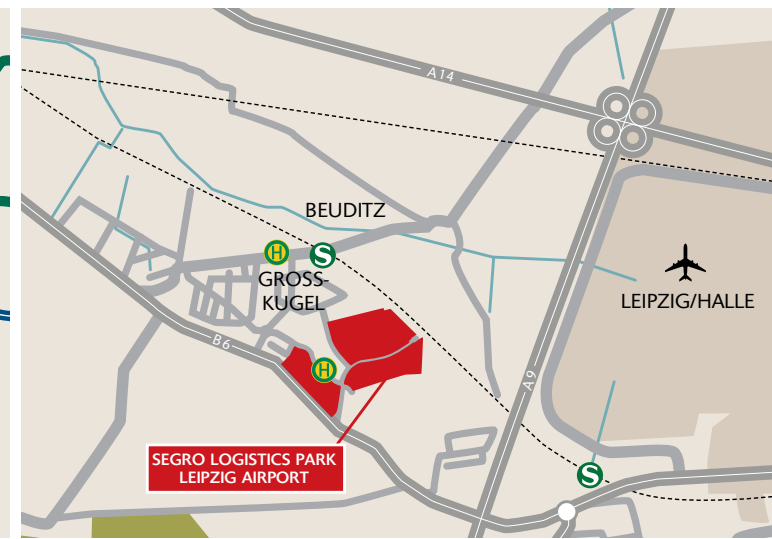 A14
BEUDITZ
H
S
GROSS-
KUGEL
LEIPZIG/HALLE
B6
H
A9
SEGRO LOGISTICS PARK
LEIPZIG AIRPORT
S